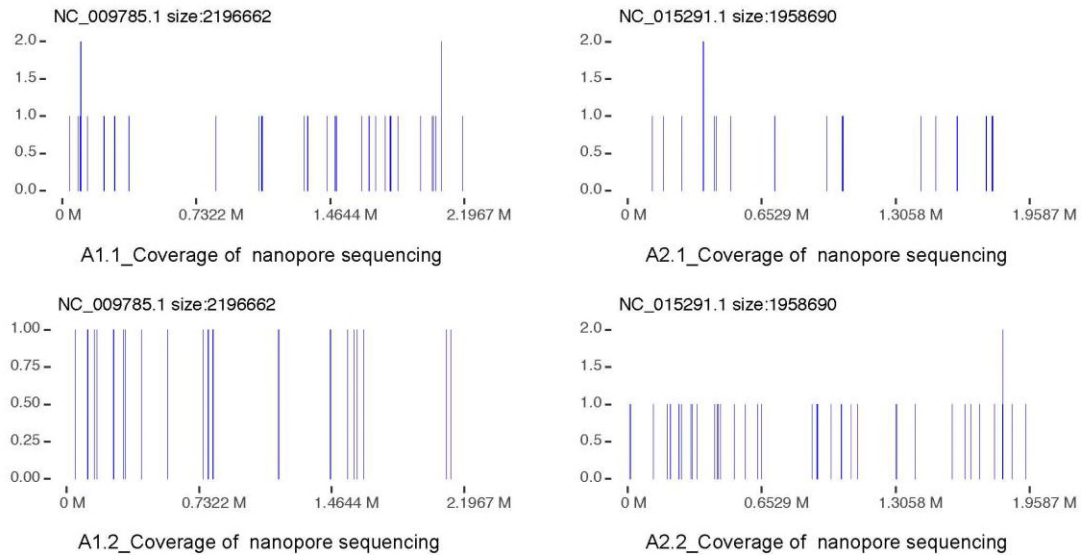 NC_009785.1 size:2196662
2.0
1.5
1.0
0.5
0.0
0 M 0.7322 M 1.4644 M 2.1967 M
A1.1_Coverage of nanopore sequencing
NC_015291.1 size:1958690
2.0
1.5
1.0
0.5
0.0
0 M 0.6529 M 1.3058 M 1.9587 M
A2.1_Coverage of nanopore sequencing
NC_009785.1 size:2196662
1.00
0.75
0.50
0.25
0.00
0 M 0.7322 M 1.4644 M 2.1967 M
A1.2_Coverage of nanopore sequencing
NC_015291.1 size:1958690
2.0
1.5
1.0
0.5
0.0
0 M 0.6529 M 1.3058 M 1.9587 M
A2.2_Coverage of nanopore sequencing